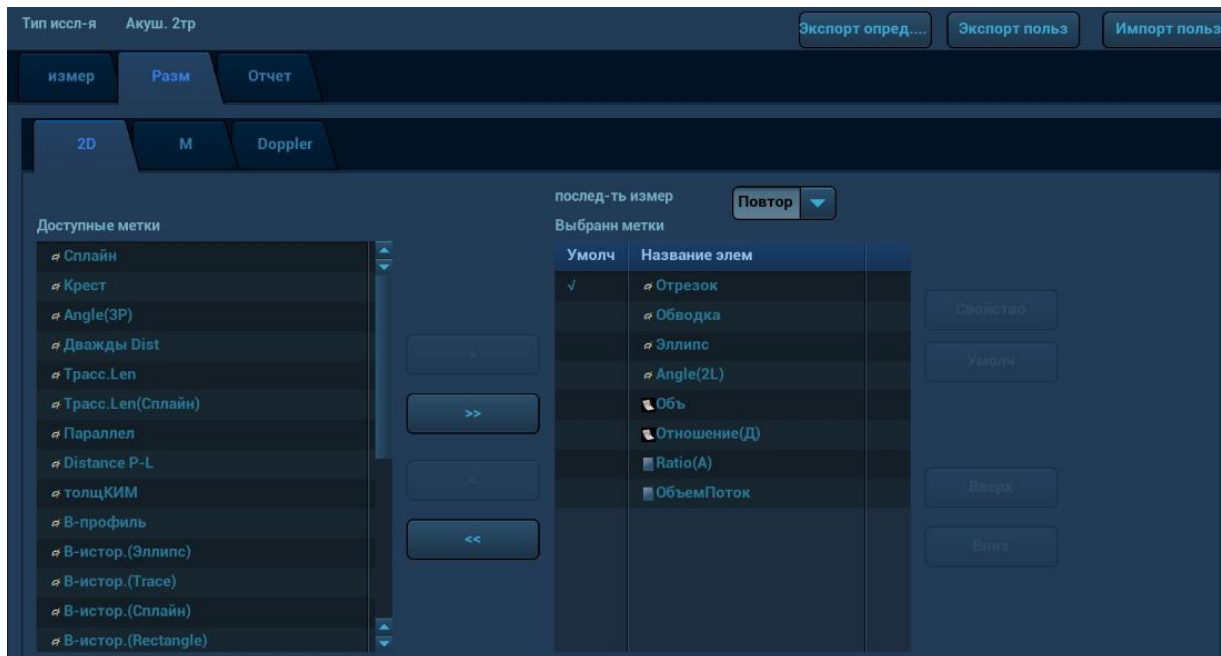 Тип иссл-я Акуш. 2тр
Экспорт опред.... Экспорт польз Импорт польз
измер Разм Отчет
2D M Doppler
послед-ть измер Повтор
Доступные метки
Сплайн
Крест
Angle(3P)
Дважды Dist
Трасс.Len
Трасс.Len(Сплайн)
Параллел
Distance P-L
толщКИМ
В-профиль
В-истор.(Эллипс)
В-истор.(Trace)
В-истор.(Сплайн)
В-истор.(Rectangle)
>
>>
<
<<
Выбранн метки
Умолч Название элем
√ Отрезок
Обводка
Эллипс
Angle(2L)
Объ
Отношение(Д)
Ratio(A)
ОбъемПоток
Свойство
Умолч
Вверх
Вниз